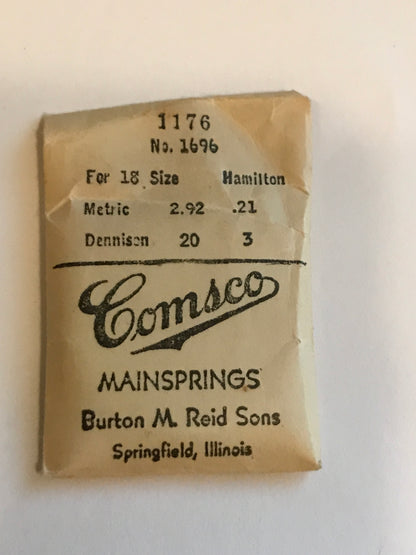 1176
No. 1696
For 18 Size Hamilton
Metric 2.92 .21
Dennison 20 3
Comsco
MAINSPRINGS
Burton M. Reid Sons
Springfield, Illinois